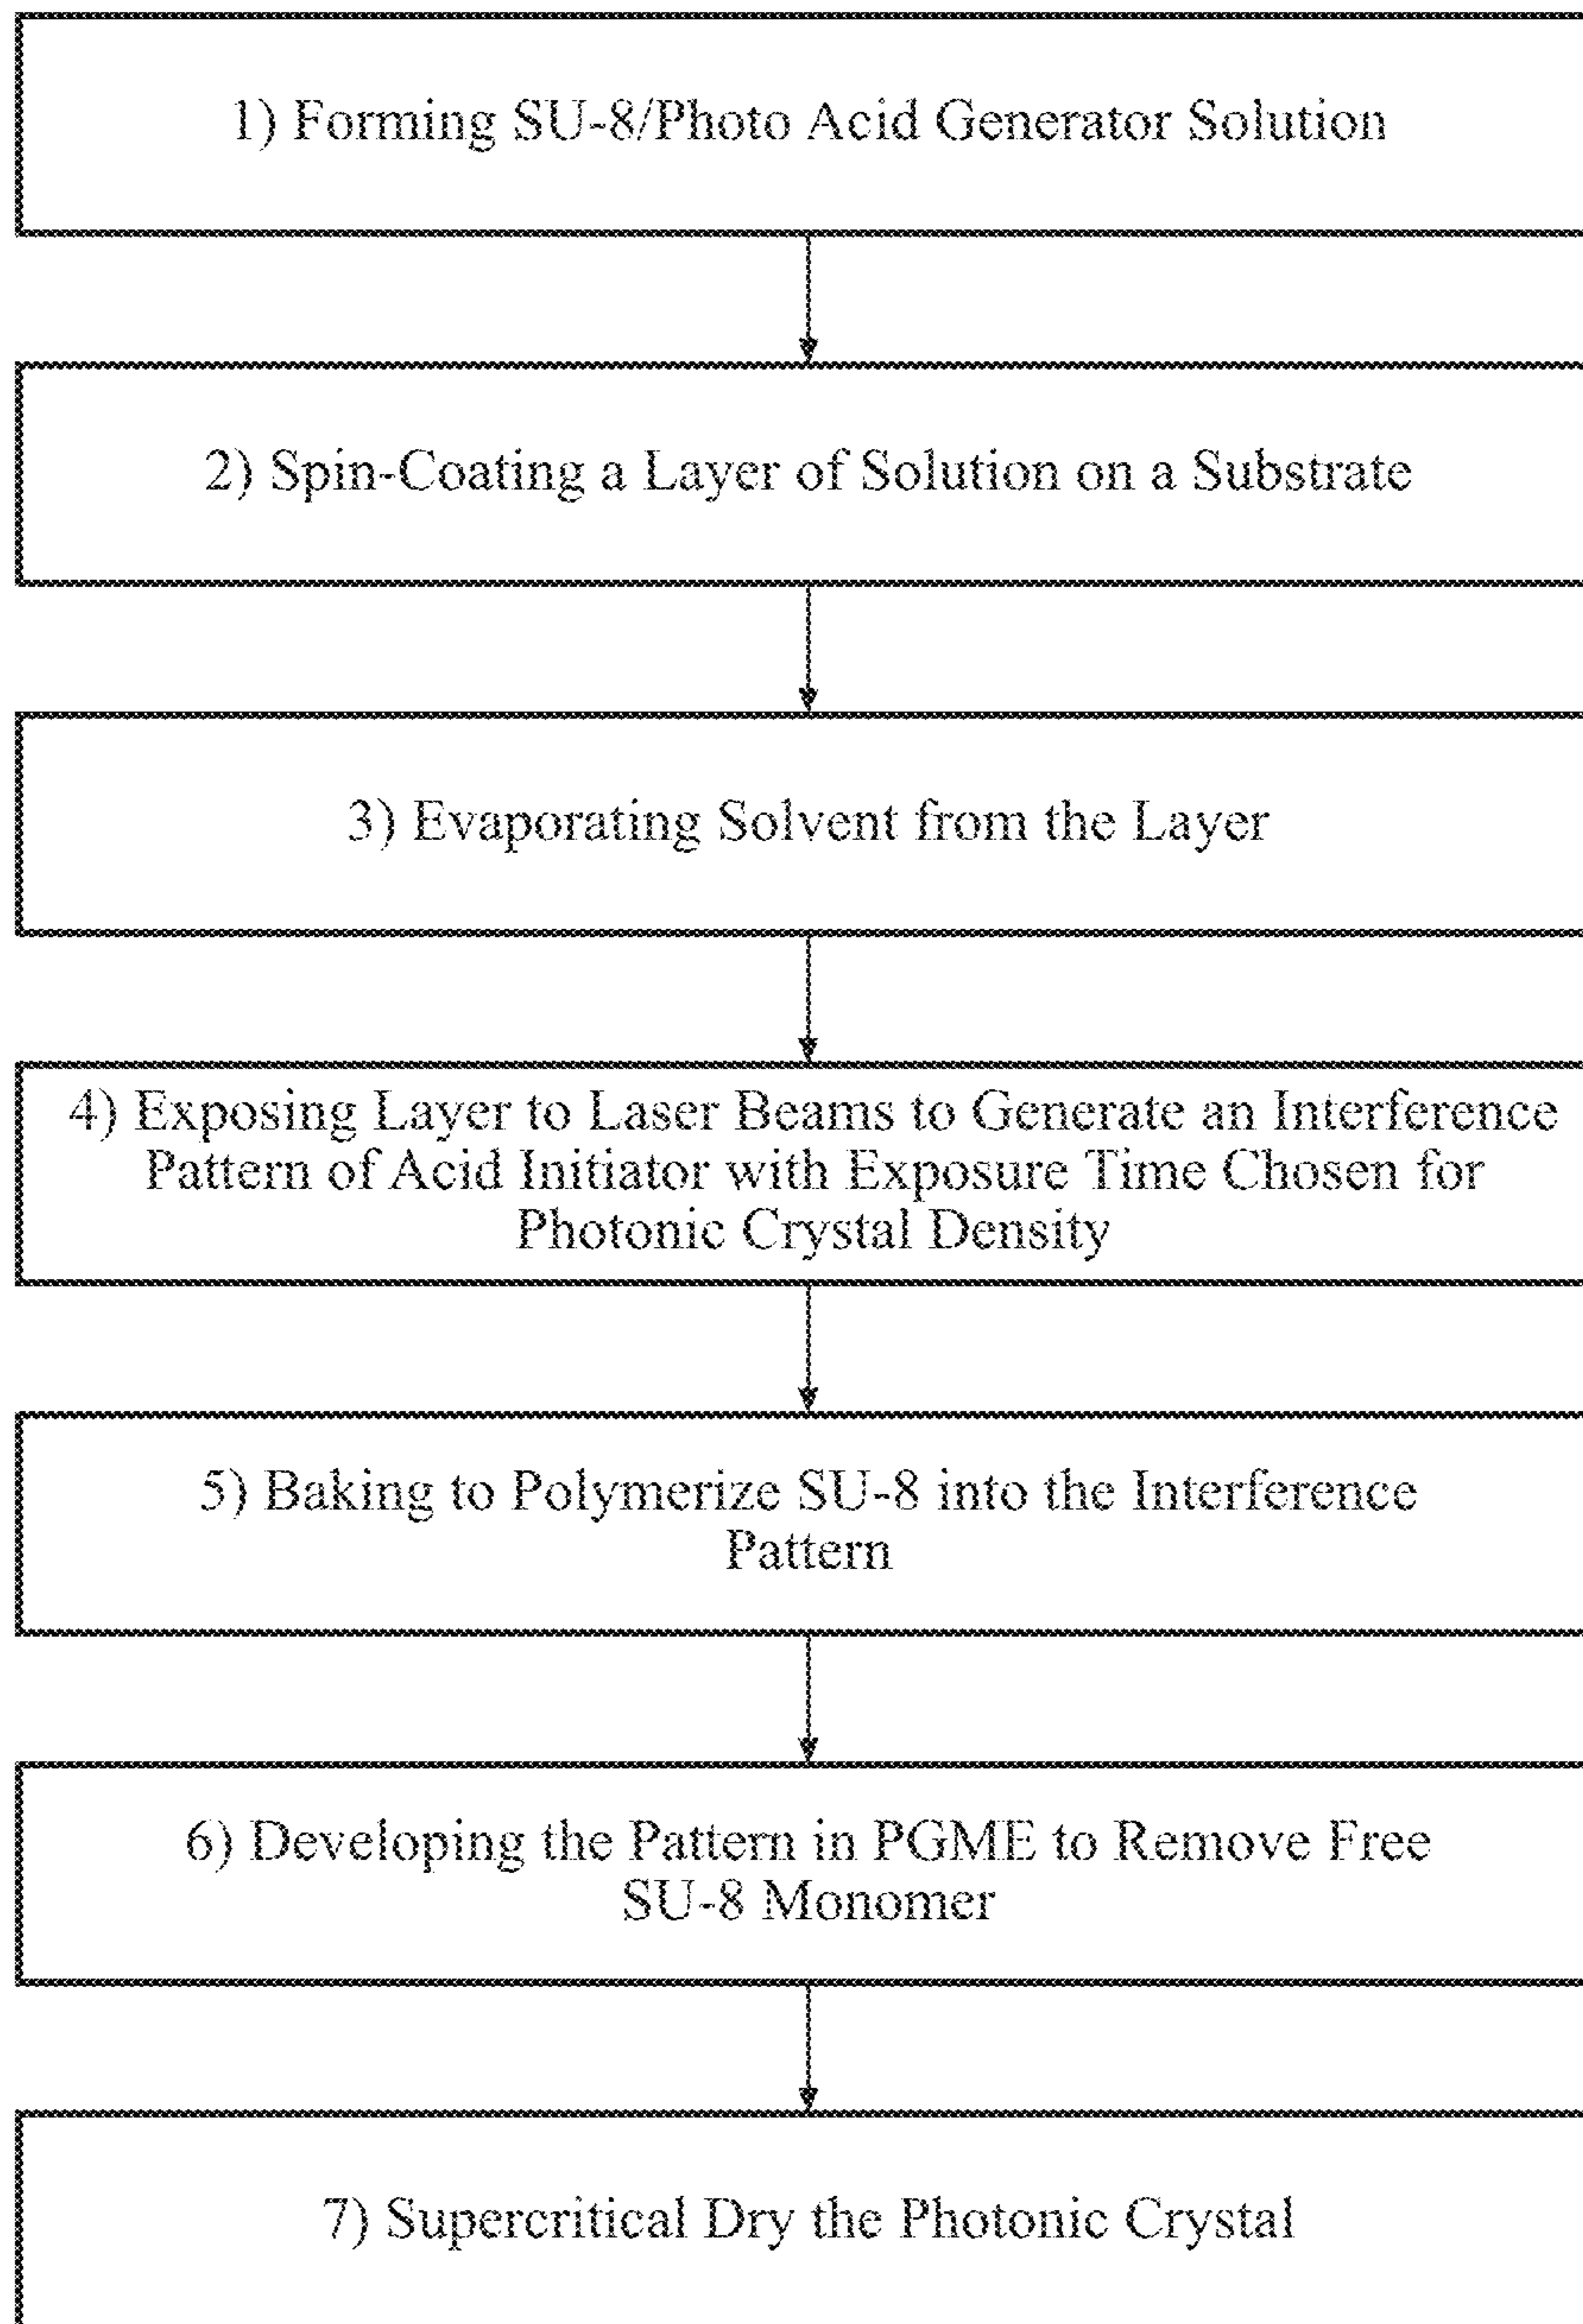 1) Forming SU-8/Photo Acid Generator Solution
2) Spin-Coating a Layer of Solution on a Substrate
3) Evaporating Solvent from the Layer
4) Exposing Layer to Laser Beams to Generate an Interference
Pattern of Acid Initiator with Exposure Time Chosen for
Photonic Crystal Density
5) Baking to Polymerize SU-8 into the Interference
Pattern
6) Developing the Pattern in PGME to Remove Free
SU-8 Monomer
7) Supercritical Dry the Photonic Crystal